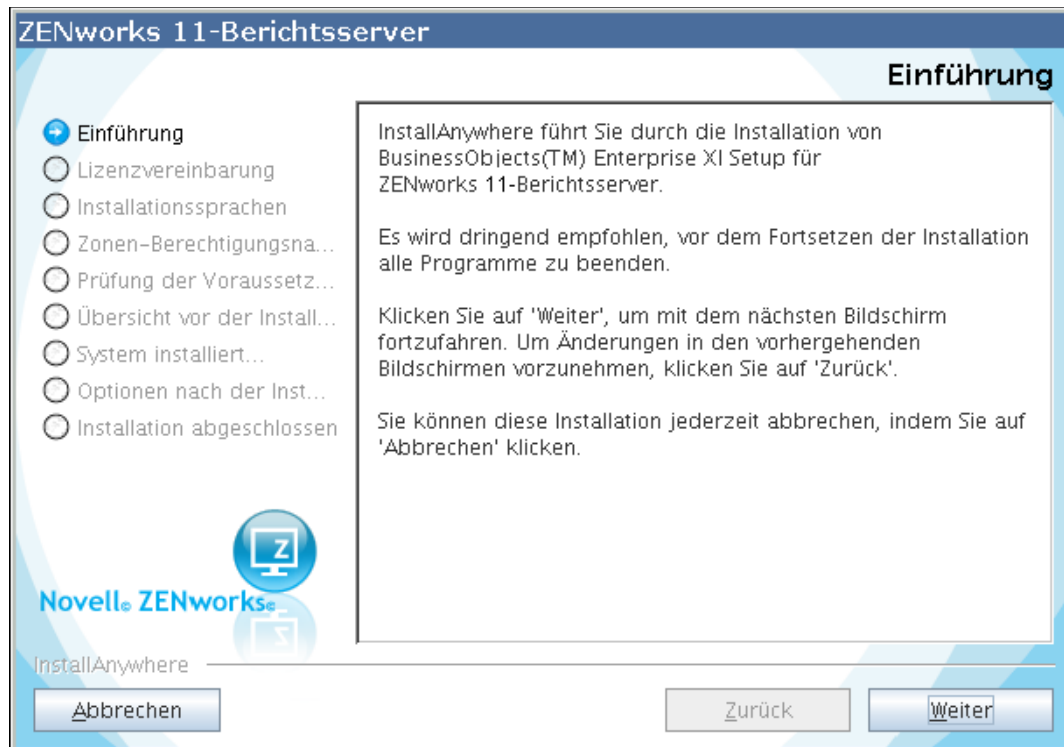 ZENworks 11-Berichtsserver
Einführung
Einführung
Lizenzvereinbarung
Installationssprachen
Zonen-Berechtigungsna...
Prüfung der Voraussetz...
Übersicht vor der Install...
System installiert...
Optionen nach der Inst...
Installation abgeschlossen
InstallAnywhere führt Sie durch die Installation von
BusinessObjects(TM) Enterprise XI Setup für
ZENworks 11-Berichtsserver.
Es wird dringend empfohlen, vor dem Fortsetzen der Installation
alle Programme zu beenden.
Klicken Sie auf 'Weiter', um mit dem nächsten Bildschirm
fortzufahren. Um Änderungen in den vorhergehenden
Bildschirmen vorzunehmen, klicken Sie auf 'Zurück'.
Sie können diese Installation jederzeit abbrechen, indem Sie auf
'Abbrechen' klicken.
Z
Novell® ZENworks®
InstallAnywhere
Abbrechen
Zurück
Weiter